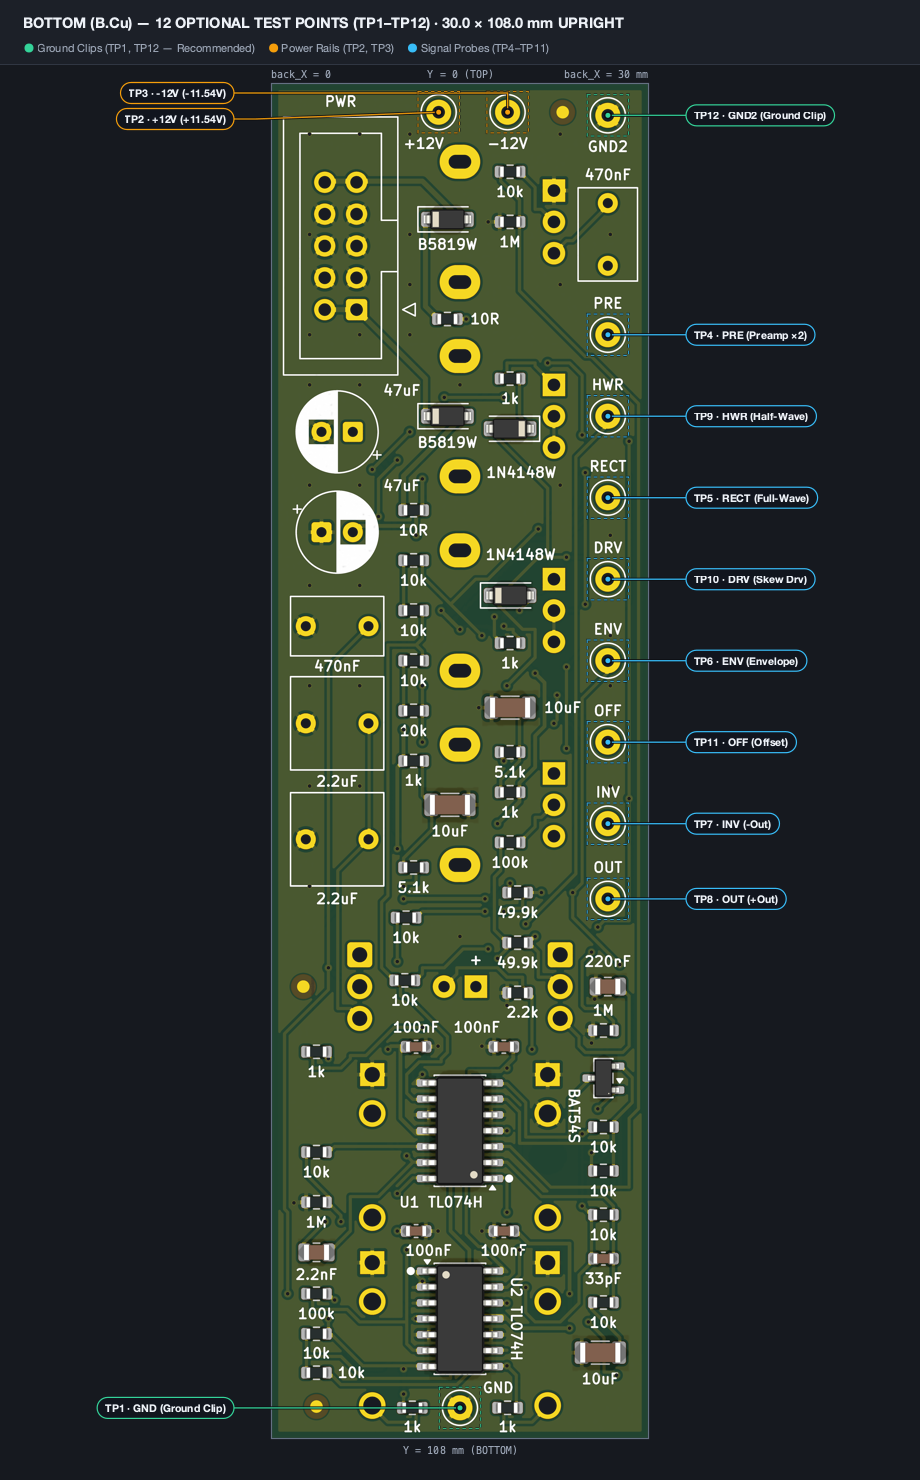 BOTTOM (B.Cu) — 12 OPTIONAL TEST POINTS (TP1–TP12) · 30.0 × 108.0 mm UPRIGHT
Ground Clips (TP1, TP12 — Recommended) Power Rails (TP2, TP3) Signal Probes (TP4–TP11)
back_X = 0 Y = 0 (TOP) back_X = 30 mm
TP3 · -12V (-11.54V)
PWR
TP2 · +12V (+11.54V)
TP12 · GND2 (Ground Clip)
+12V -12V GND2
470nF
10k
B5819W 1M
PRE
10R
TP4 · PRE (Preamp ×2)
HWR
47uF
1k
TP9 · HWR (Half-Wave)
B5819W
+
RECT
1N4148W
47uF
TP5 · RECT (Full-Wave)
+
10R
DRV
1N4148W
10k
TP10 · DRV (Skew Drv)
10k
ENV
470nF
1k
TP6 · ENV (Envelope)
10k
10uF
OFF
10k
TP11 · OFF (Offset)
5.1k
1k
2.2uF
INV
1k
10uF
TP7 · INV (-Out)
100k
OUT
5.1k
2.2uF
49.9k
TP8 · OUT (+Out)
10k
+
49.9k
220nF
10k
2.2k
1M
100nF 100nF
1k
BAT54S
10k
10k
10k
U1 TL074H
1M
10k
100nF 100nF
2.2nF
33pF
U2 TL074H
100k
10k
10k
10k
10uF
GND
TP1 · GND (Ground Clip)
1k 1k
Y = 108 mm (BOTTOM)